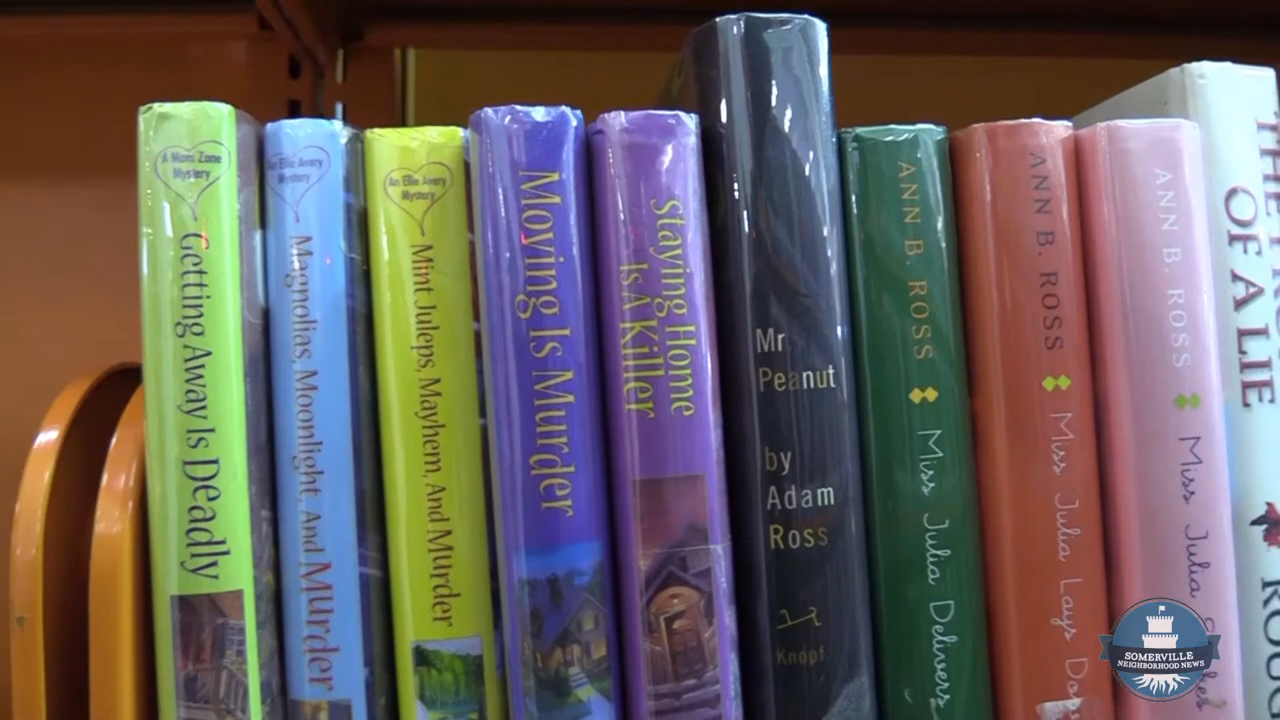 A Mom Zone
Mystery
Getting Away Is Deadly
An Ellie Avery
Mystery
Magnolias, Moonlight, And Murder
An Ellie Avery
Mystery
Mint Juleps, Mayhem, And Murder
Moving Is Murder
Staying Home
Is A Killer
Mr.
Peanut
by
Adam
Ross
Knopf
ANN B. ROSS
Miss Julia Delivers
ANN B. ROSS
Miss Julia Lays
ANN B. ROSS
Miss Julia
THE
OF A LIE
SOMERVILLE
NEIGHBORHOOD NEWS